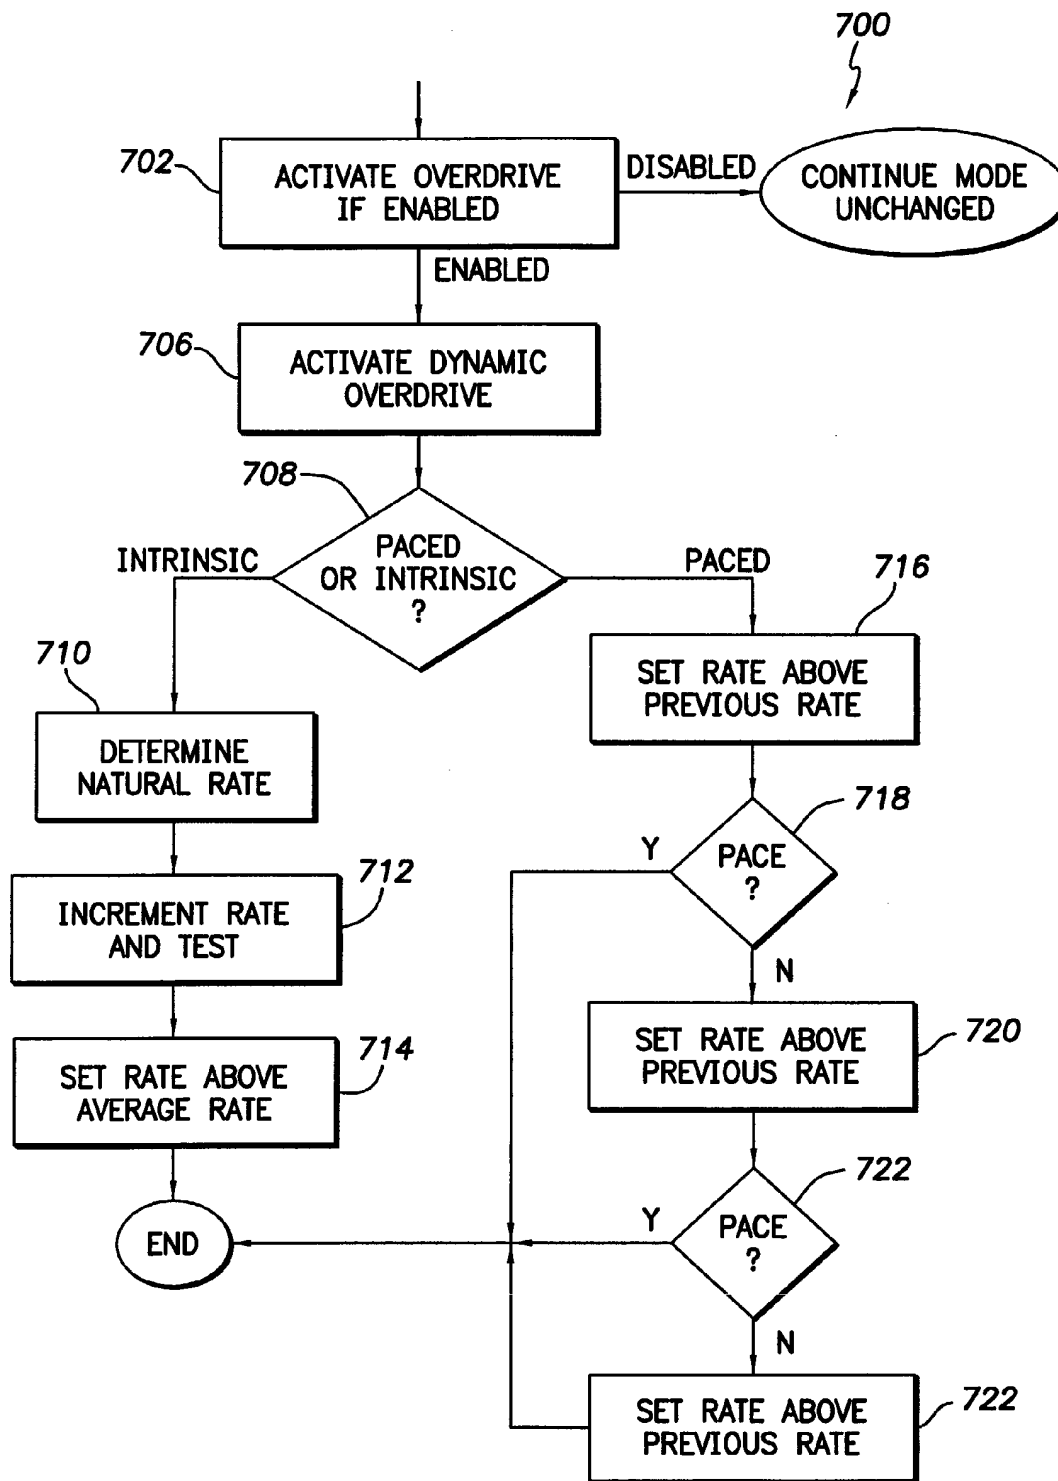 700
702
ACTIVATE OVERDRIVE
IF ENABLED
DISABLED
CONTINUE MODE
UNCHANGED
ENABLED
706
ACTIVATE DYNAMIC
OVERDRIVE
708
PACED
OR INTRINSIC
?
INTRINSIC
PACED
716
SET RATE ABOVE
PREVIOUS RATE
710
DETERMINE
NATURAL RATE
718
PACE
?
Y
N
712
INCREMENT RATE
AND TEST
720
SET RATE ABOVE
PREVIOUS RATE
714
SET RATE ABOVE
AVERAGE RATE
722
PACE
?
Y
N
END
722
SET RATE ABOVE
PREVIOUS RATE